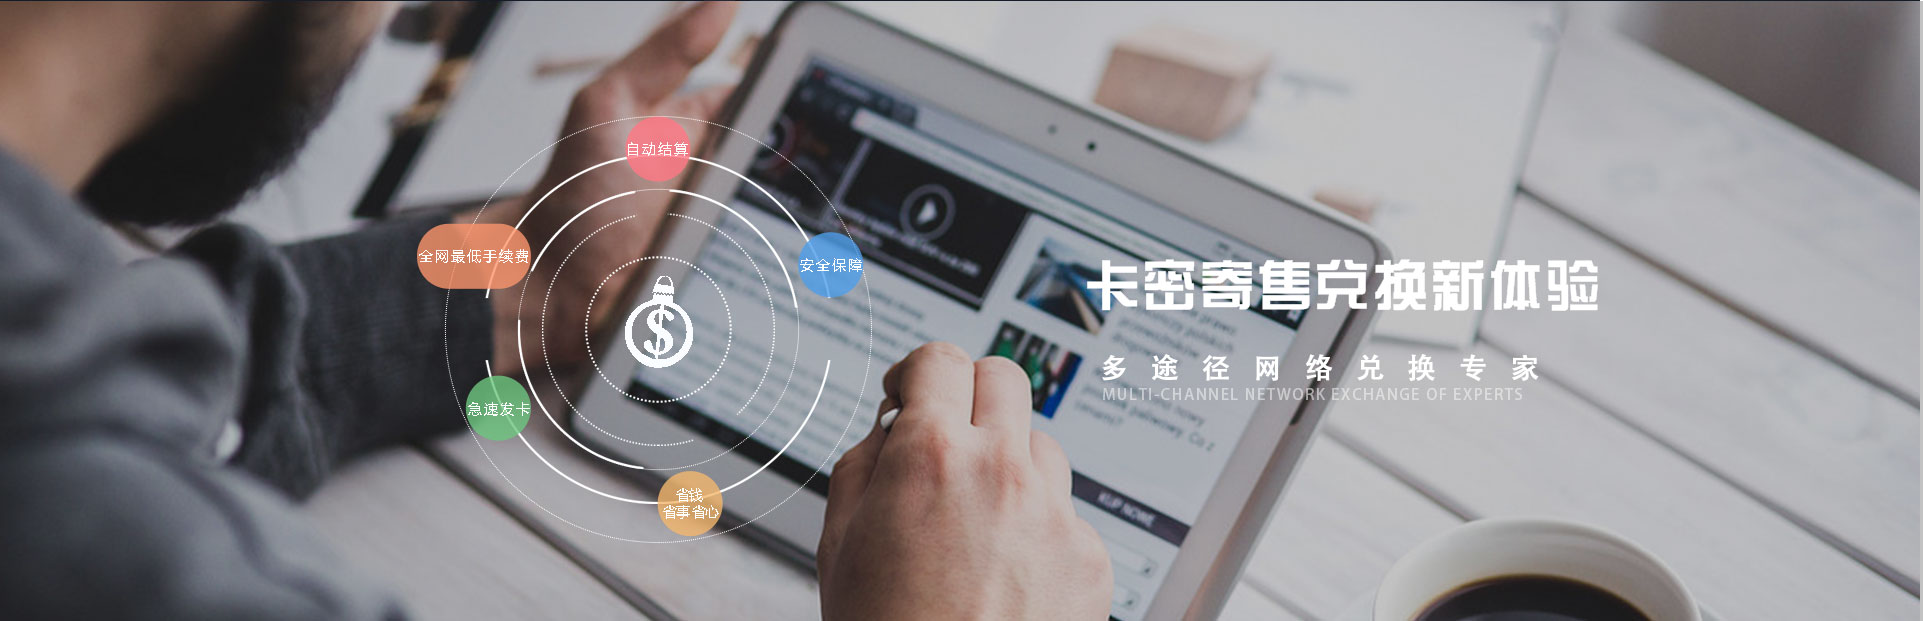 自动结算
全网最低手续费
安全保障
卡密寄售兑换新体验
多途径网络兑换专家
MULTI-CHANNEL NETWORK EXCHANGE OF EXPERTS
急速发卡
省钱
省事省心
$